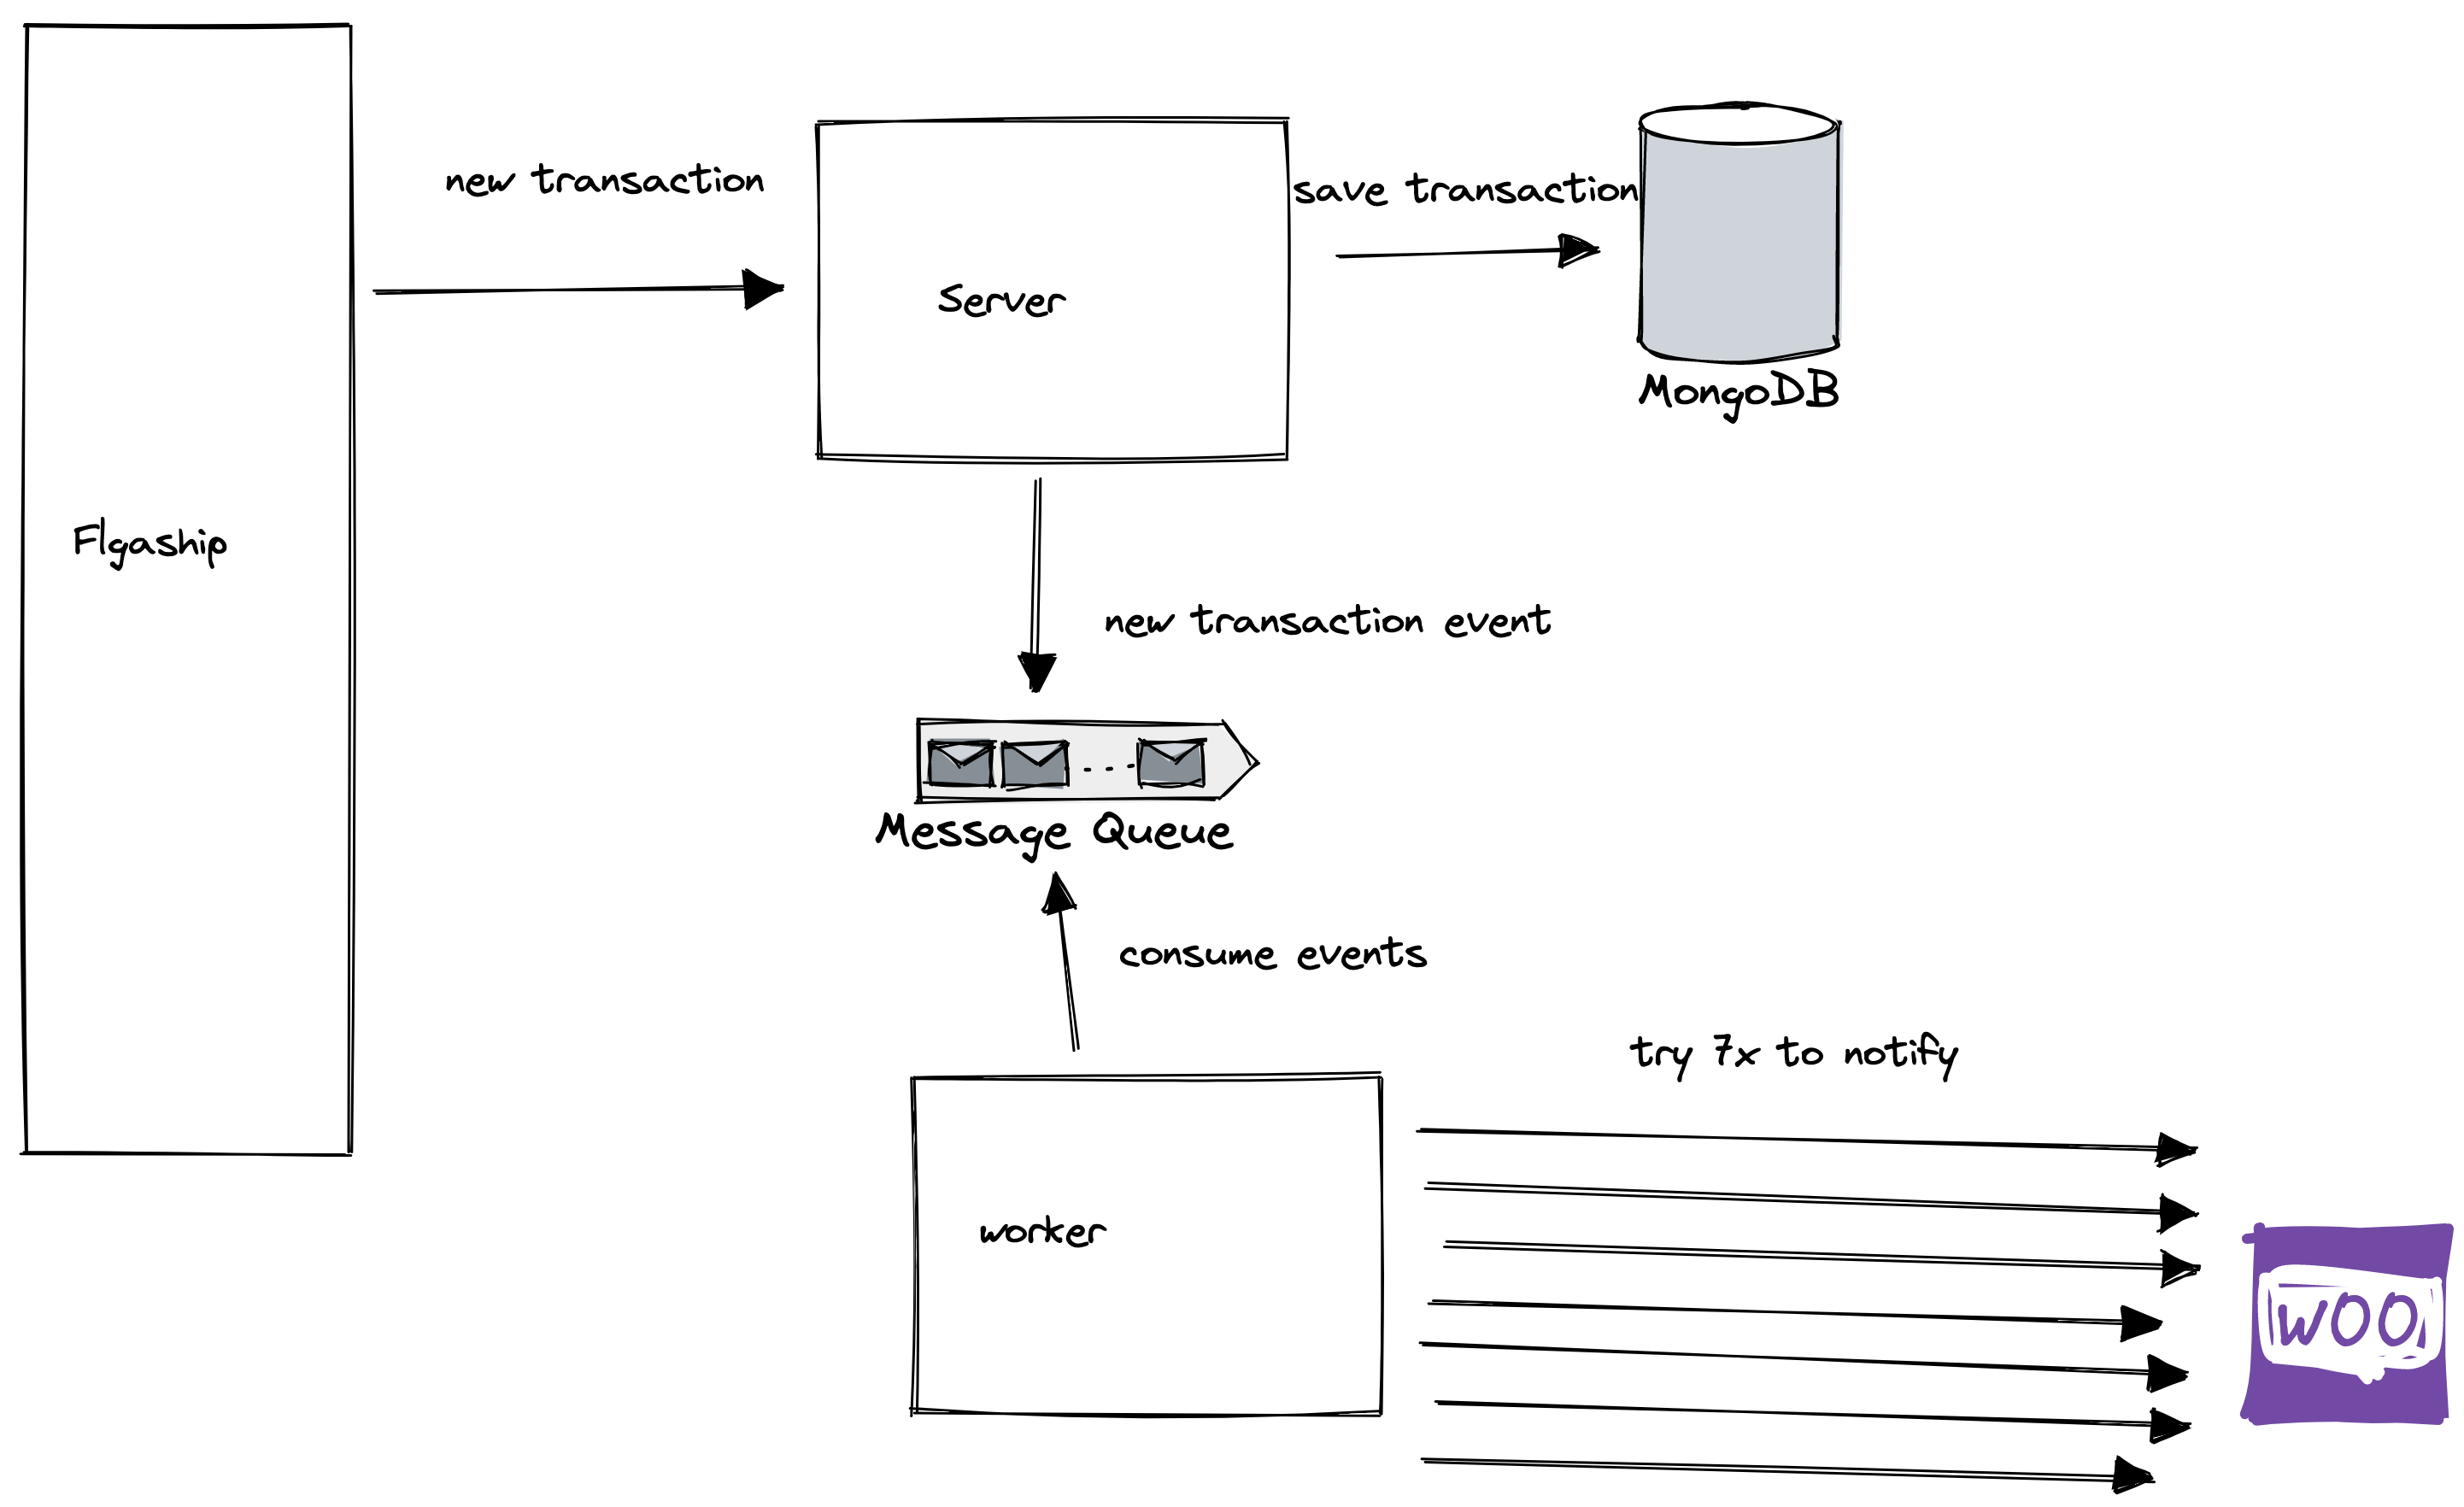 new transaction
save transaction
Server
MongoDB
Flgaship
new transaction event
Message Queue
consume events
try 7x to notify
worker
woo